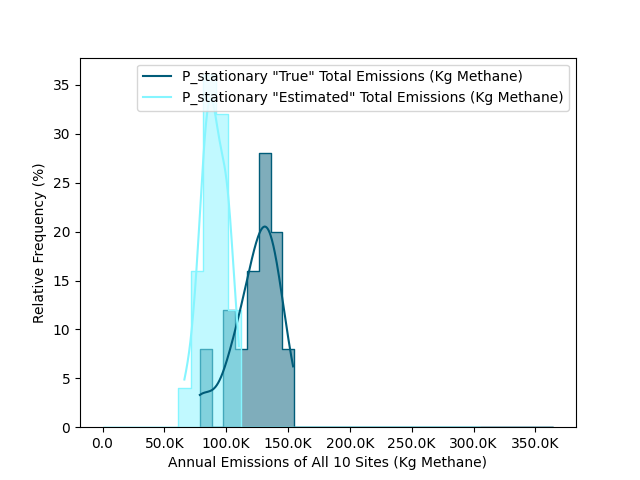 P_stationary "True" Total Emissions (Kg Methane)
P_stationary "Estimated" Total Emissions (Kg Methane)
35
30
25
20
15
10
5
0
Relative Frequency (%)
0.0 50.0K 100.0K 150.0K 200.0K 250.0K 300.0K 350.0K
Annual Emissions of All 10 Sites (Kg Methane)